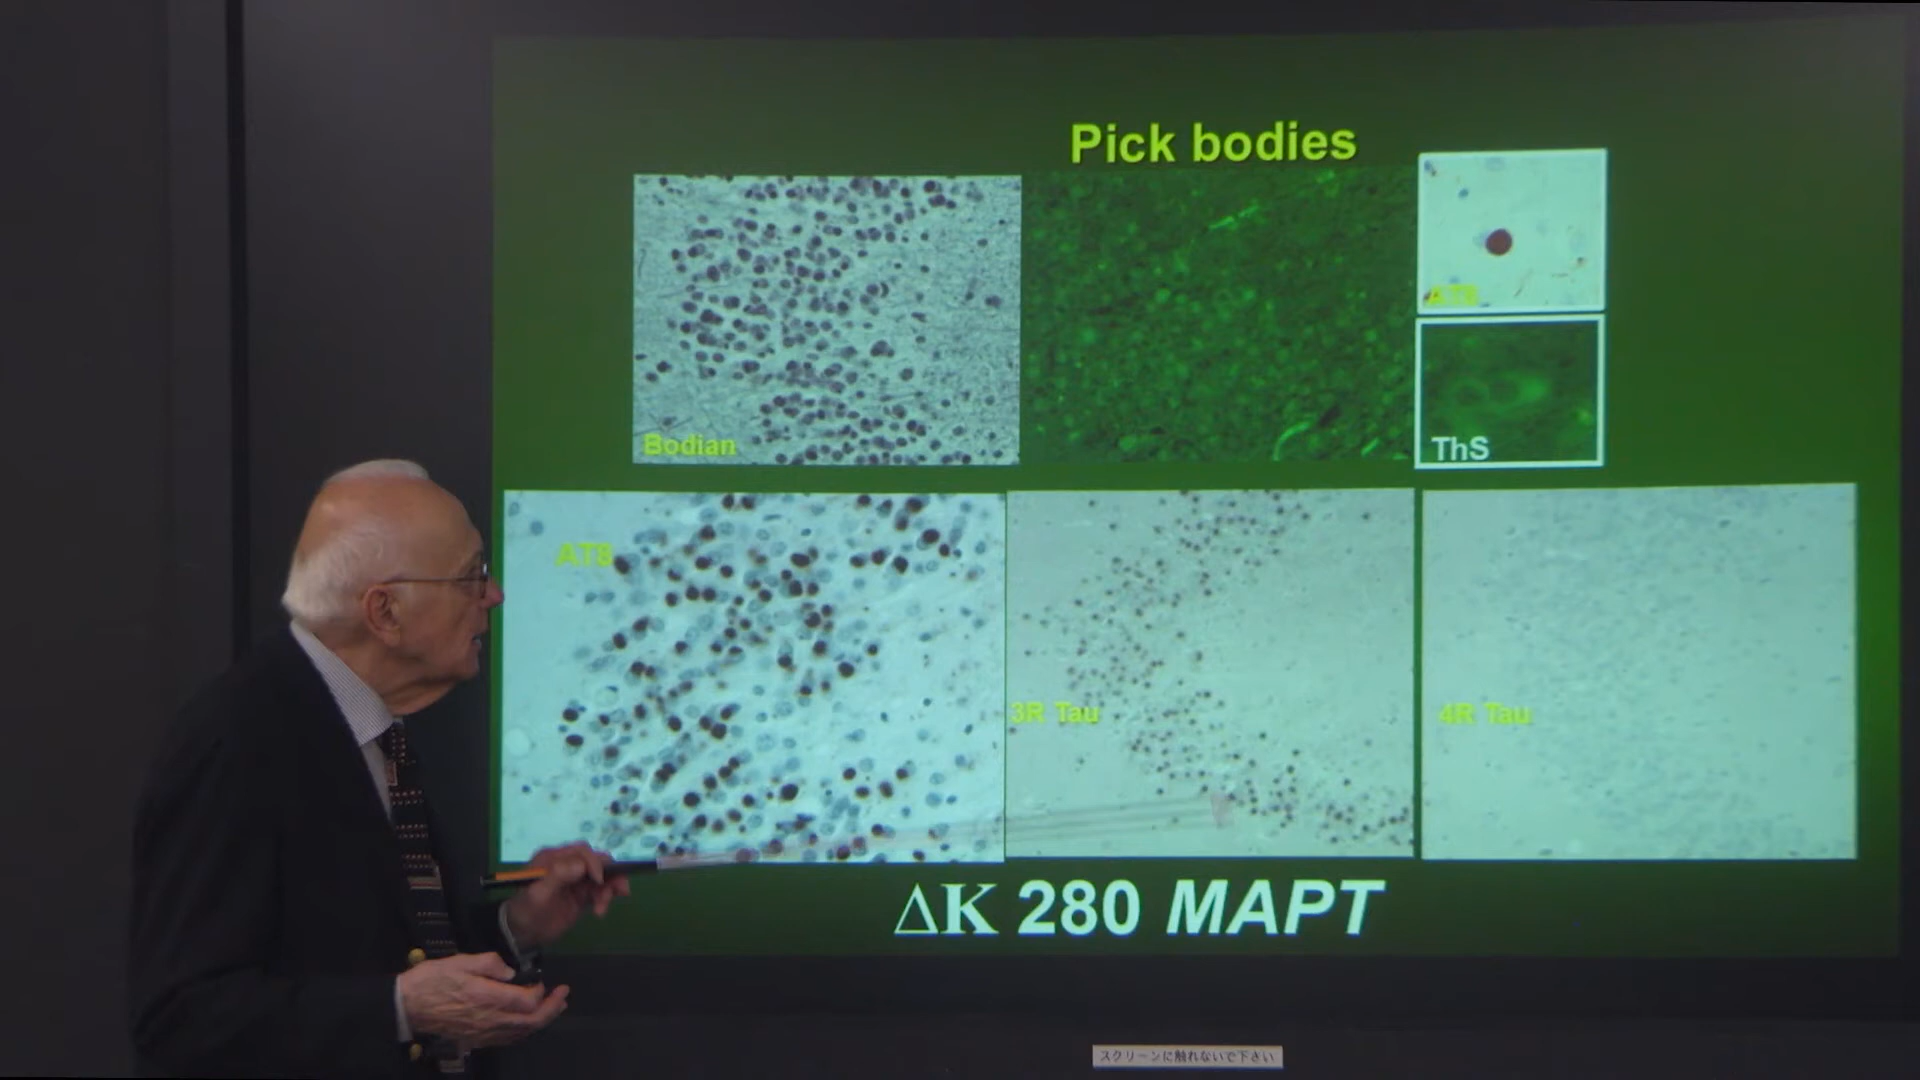 Pick bodies
AT8
Bodian
ThS
AT8
3R Tau
4R Tau
ΔK 280 MAPT
スクリーンに触れないで下さい